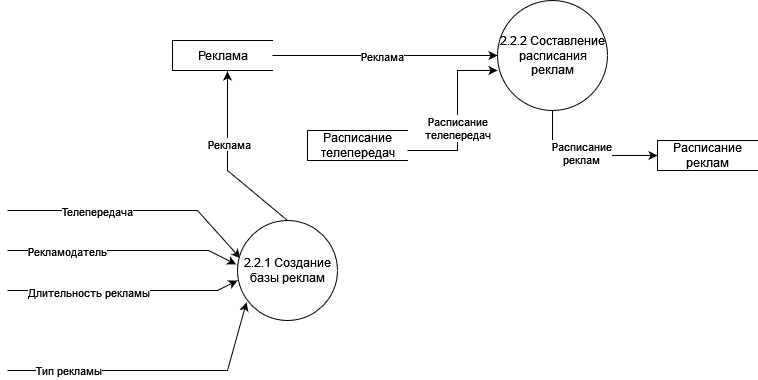 2.2.2 Составление
расписания
реклам
Реклама
Реклама
Расписание
телепередач
Расписание
телепередач
Реклама
Расписание
реклам
Расписание
реклам
Телепередача
Рекламодатель
2.2.1 Создание
базы реклам
Длительность рекламы
Тип рекламы